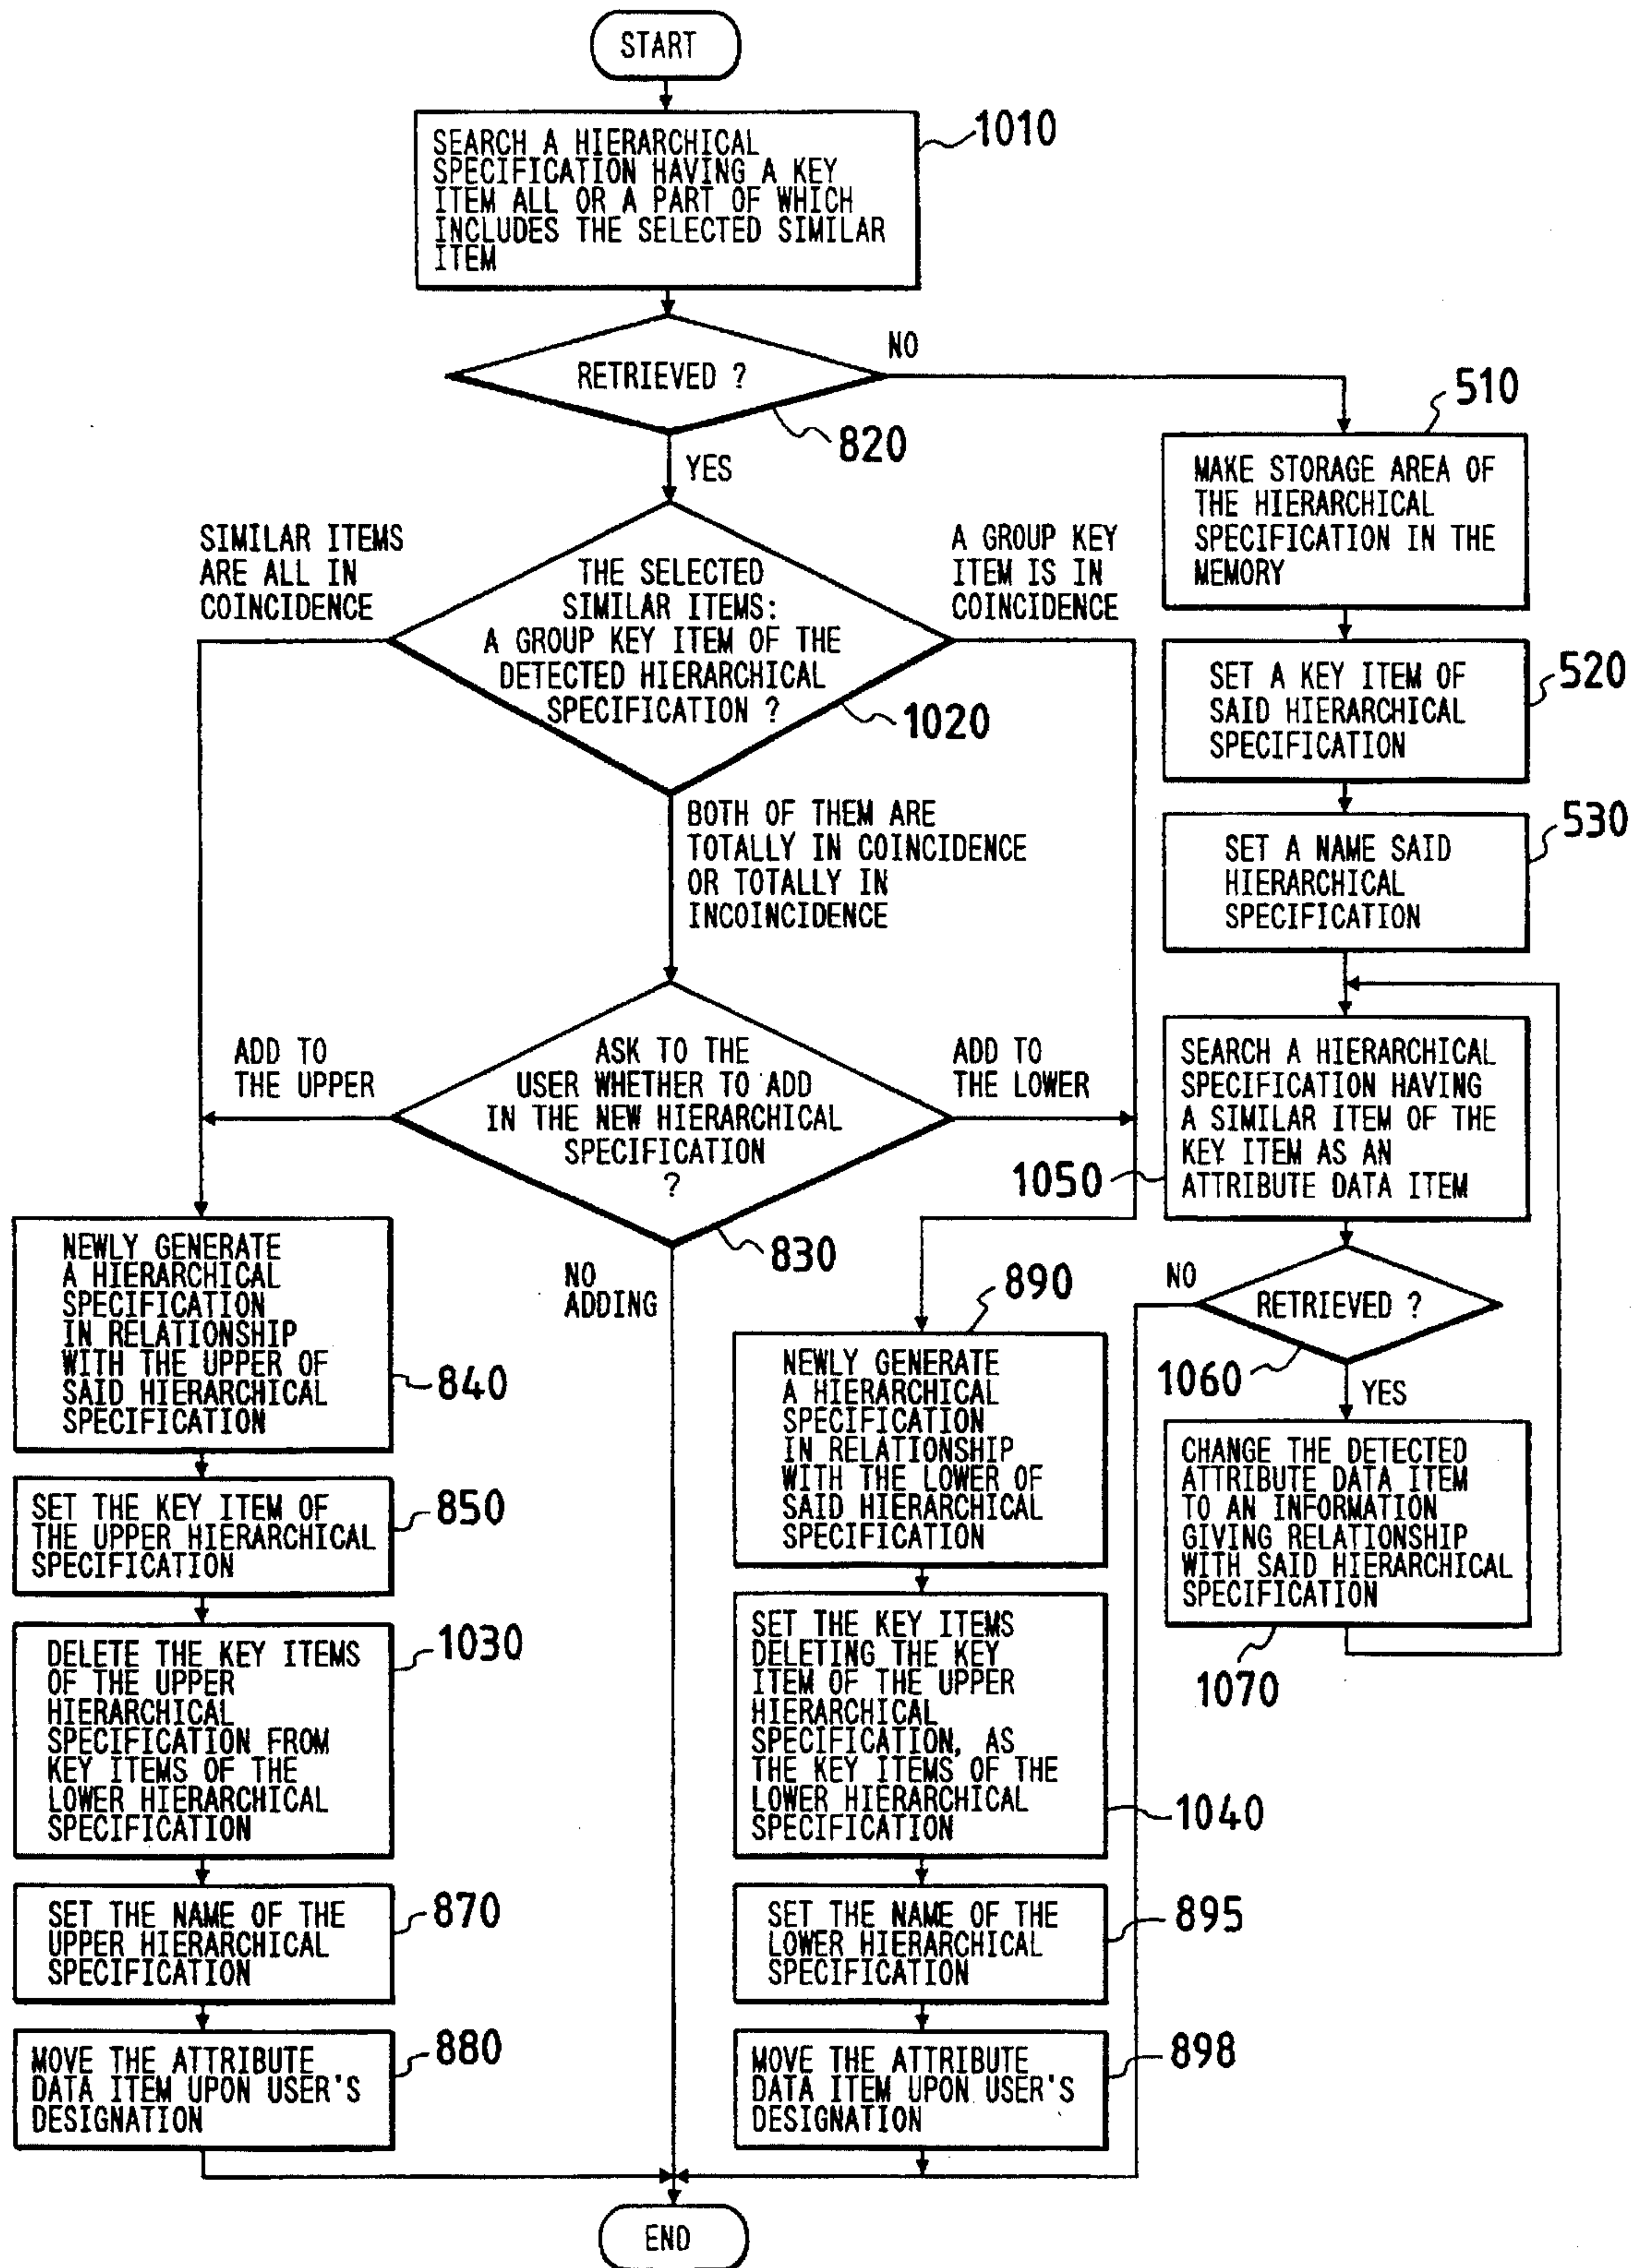 START
SEARCH A HIERARCHICAL
SPECIFICATION HAVING A KEY
ITEM ALL OR A PART OF WHICH
INCLUDES THE SELECTED SIMILAR
ITEM
1010
RETRIEVED ?
NO
820
YES
510
MAKE STORAGE AREA OF
THE HIERARCHICAL
SPECIFICATION IN THE
MEMORY
SIMILAR ITEMS
ARE ALL IN
COINCIDENCE
THE SELECTED
SIMILAR ITEMS:
A GROUP KEY ITEM OF THE
DETECTED HIERARCHICAL
SPECIFICATION ?
A GROUP KEY
ITEM IS IN
COINCIDENCE
1020
SET A KEY ITEM OF
SAID HIERARCHICAL
SPECIFICATION
520
BOTH OF THEM ARE
TOTALLY IN COINCIDENCE
OR TOTALLY IN
INCOINCIDENCE
SET A NAME SAID
HIERARCHICAL
SPECIFICATION
530
ADD TO
THE UPPER
ASK TO THE
USER WHETHER TO ADD
IN THE NEW HIERARCHICAL
SPECIFICATION
?
ADD TO
THE LOWER
830
NO
ADDING
SEARCH A HIERARCHICAL
SPECIFICATION HAVING
A SIMILAR ITEM OF THE
KEY ITEM AS AN
ATTRIBUTE DATA ITEM
1050
NO
RETRIEVED ?
1060
YES
CHANGE THE DETECTED
ATTRIBUTE DATA ITEM
TO AN INFORMATION
GIVING RELATIONSHIP
WITH SAID HIERARCHICAL
SPECIFICATION
1070
NEWLY GENERATE
A HIERARCHICAL
SPECIFICATION
IN RELATIONSHIP
WITH THE UPPER OF
SAID HIERARCHICAL
SPECIFICATION
840
SET THE KEY ITEM OF
THE UPPER HIERARCHICAL
SPECIFICATION
850
DELETE THE KEY ITEMS
OF THE UPPER
HIERARCHICAL
SPECIFICATION FROM
KEY ITEMS OF THE
LOWER HIERARCHICAL
SPECIFICATION
1030
SET THE NAME OF THE
UPPER HIERARCHICAL
SPECIFICATION
870
MOVE THE ATTRIBUTE
DATA ITEM UPON USER'S
DESIGNATION
880
890
NEWLY GENERATE
A HIERARCHICAL
SPECIFICATION
IN RELATIONSHIP
WITH THE LOWER OF
SAID HIERARCHICAL
SPECIFICATION
SET THE KEY ITEMS
DELETING THE KEY
ITEM OF THE UPPER
HIERARCHICAL
SPECIFICATION, AS
THE KEY ITEMS OF THE
LOWER HIERARCHICAL
SPECIFICATION
1040
SET THE NAME OF THE
LOWER HIERARCHICAL
SPECIFICATION
895
MOVE THE ATTRIBUTE
DATA ITEM UPON USER'S
DESIGNATION
898
END